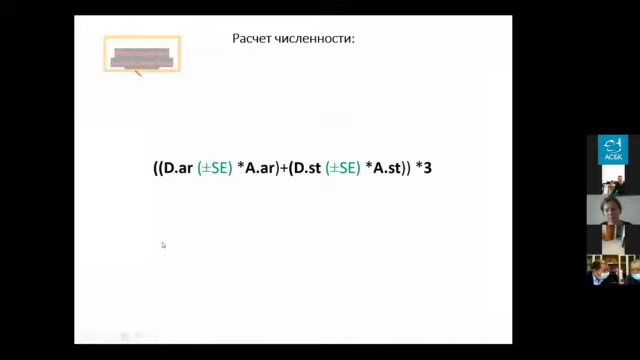 Расчет численности:
((D.ar (±SE) *A.ar)+(D.st (±SE) *A.st)) *3
АСБК